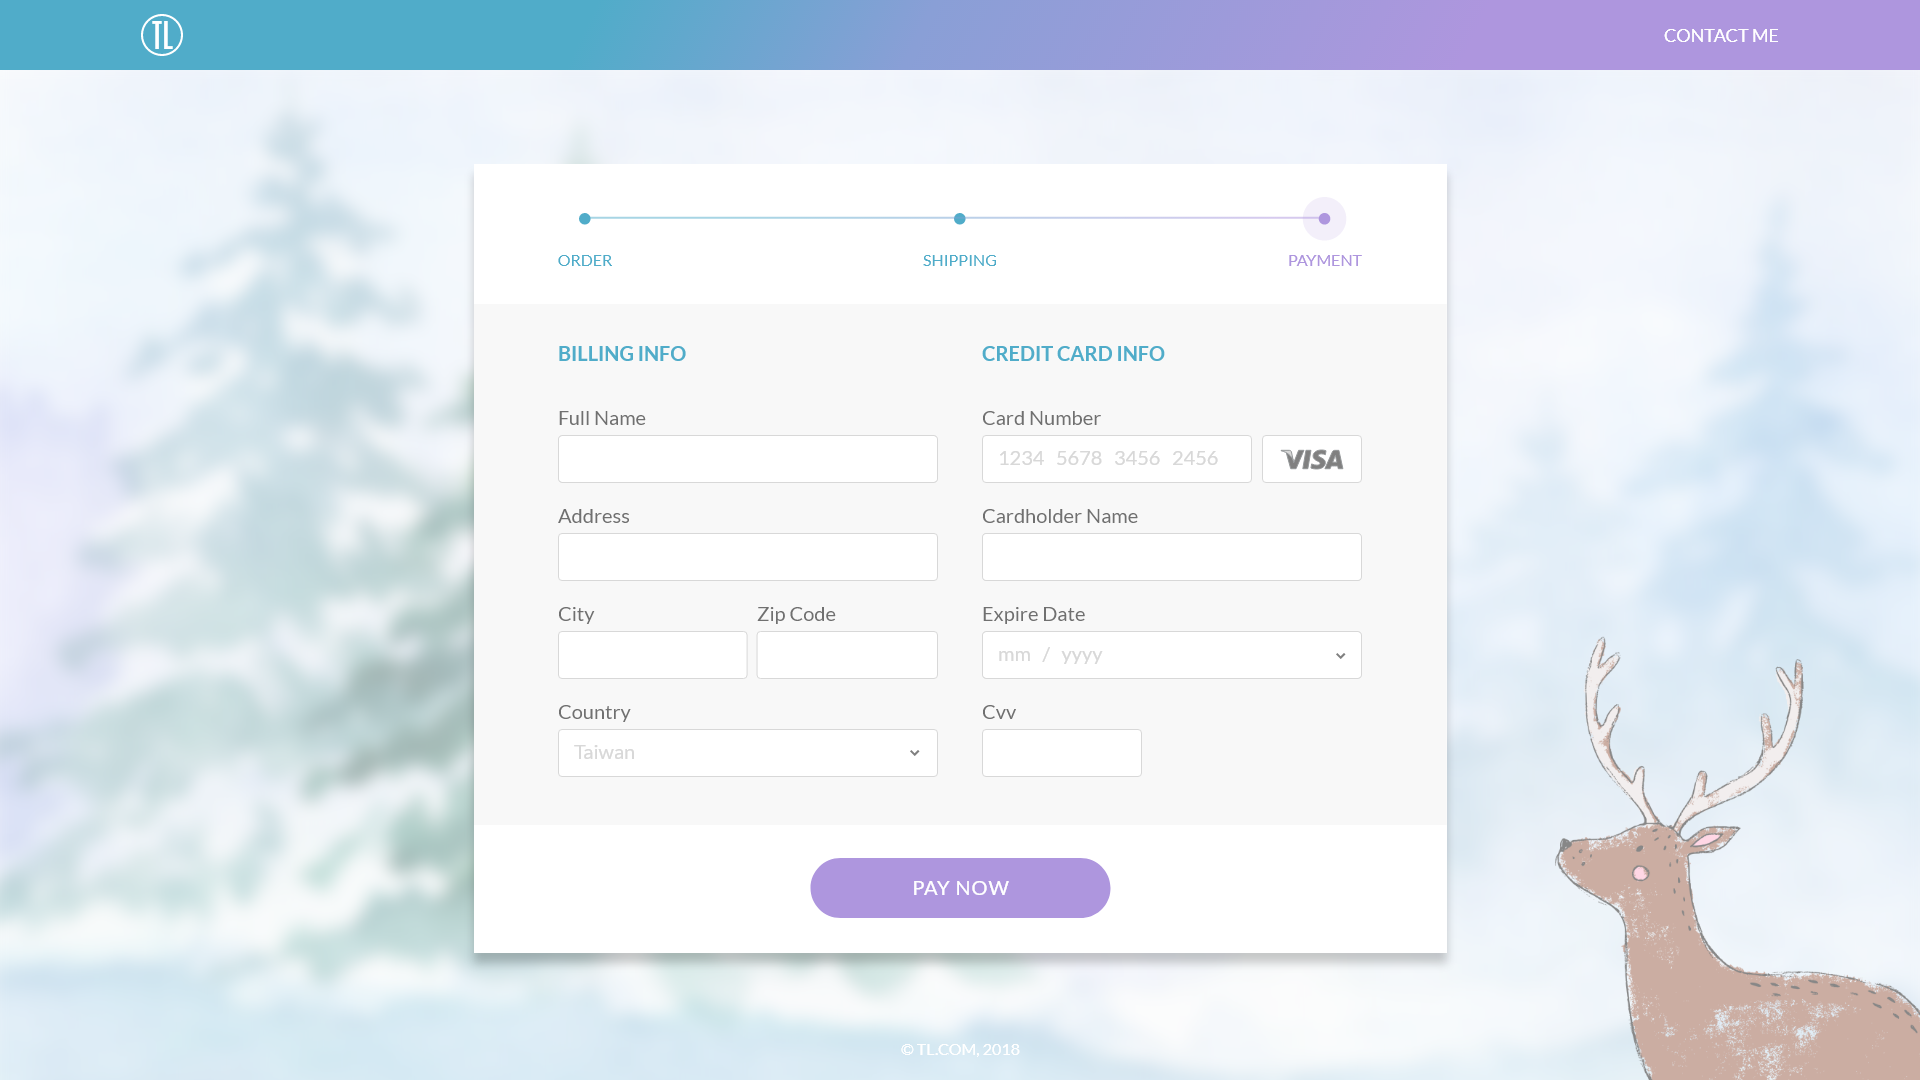 TL
CONTACT ME
ORDER
SHIPPING
PAYMENT
BILLING INFO
Full Name
Address
City
Zip Code
Country
Taiwan
CREDIT CARD INFO
Card Number
1234 5678 3456 2456
VISA
Cardholder Name
Expire Date
mm / yyyy
Cvv
PAY NOW
© TL.COM, 2018